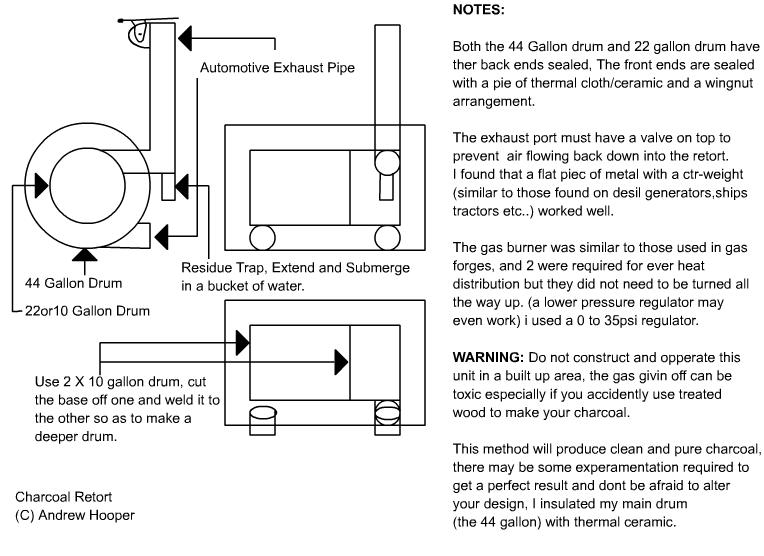 Automotive Exhaust Pipe
44 Gallon Drum
22or10 Gallon Drum
Residue Trap, Extend and Submerge
in a bucket of water.
Use 2 X 10 gallon drum, cut
the base off one and weld it to
the other so as to make a
deeper drum.
Charcoal Retort
(C) Andrew Hooper
NOTES:
Both the 44 Gallon drum and 22 gallon drum have
ther back ends sealed, The front ends are sealed
with a pie of thermal cloth/ceramic and a wingnut
arrangement.
The exhaust port must have a valve on top to
prevent air flowing back down into the retort.
I found that a flat piec of metal with a ctr-weight
(similar to those found on desil generators,ships
tractors etc..) worked well.
The gas burner was similar to those used in gas
forges, and 2 were required for ever heat
distribution but they did not need to be turned all
the way up. (a lower pressure regulator may
even work) i used a 0 to 35psi regulator.
WARNING: Do not construct and opperate this
unit in a built up area, the gas givin off can be
toxic especially if you accidently use treated
wood to make your charcoal.
This method will produce clean and pure charcoal,
there may be some experamentation required to
get a perfect result and dont be afraid to alter
your design, I insulated my main drum
(the 44 gallon) with thermal ceramic.